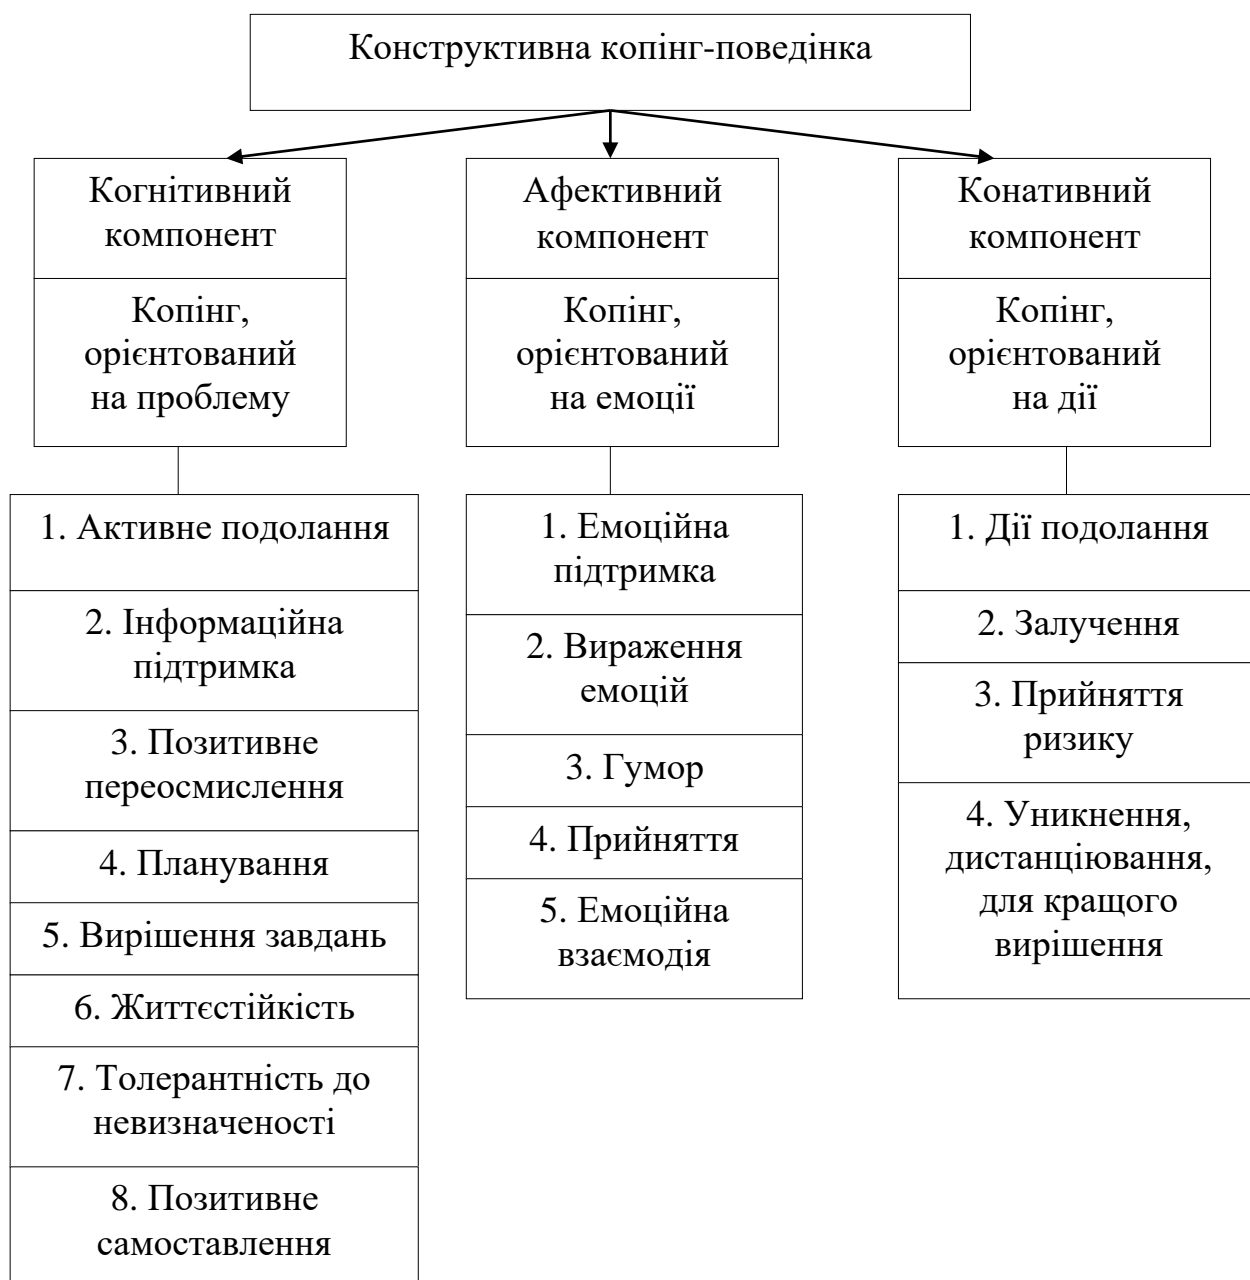 Конструктивна копінг-поведінка
Когнітивний
компонент
Копінг,
орієнтований
на проблему
1. Активне подолання
2. Інформаційна
підтримка
3. Позитивне
переосмислення
4. Планування
5. Вирішення завдань
6. Життєстійкість
7. Толерантність до
невизначеності
8. Позитивне
самоставлення
Афективний
компонент
Копінг,
орієнтований
на емоції
1. Емоційна
підтримка
2. Вираження
емоцій
3. Гумор
4. Прийняття
5. Емоційна
взаємодія
Конативний
компонент
Копінг,
орієнтований
на дії
1. Дії подолання
2. Залучення
3. Прийняття
ризику
4. Уникнення,
дистанціювання,
для кращого
вирішення